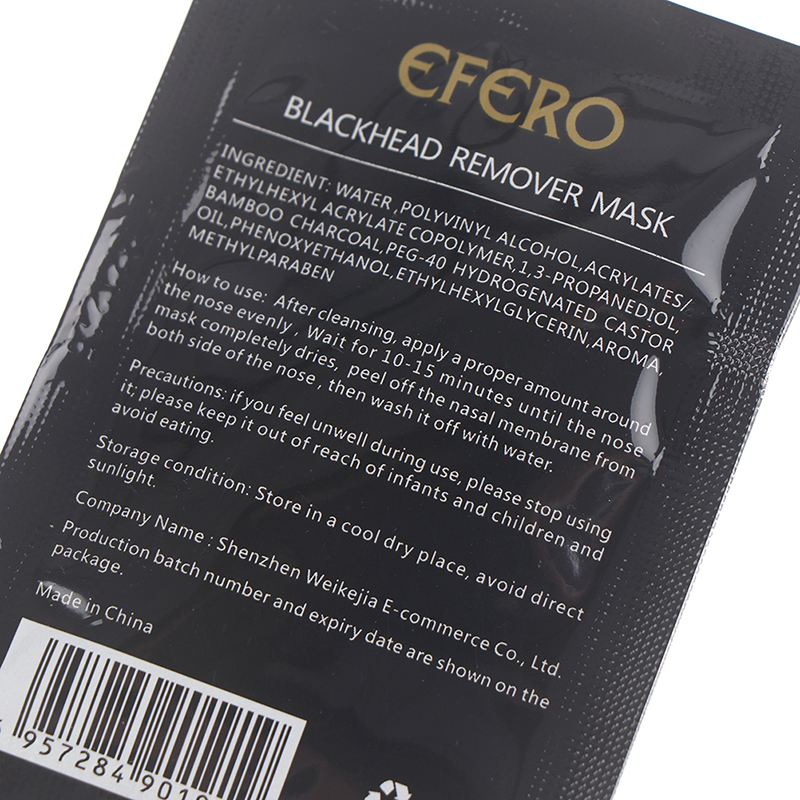 EFERO
BLACKHEAD REMOVER MASK
INGREDIENT: WATER ,POLYVINYL ALCOHOL,ACRYLATES/
ETHYLHEXYL ACRYLATE COPOLYMER,1,3-PROPANEDIOL,
BAMBOO CHARCOAL,PEG-40 HYDROGENATED CASTOR
OIL,PHENOXYETHANOL,ETHYLHEXYLGLYCERIN,AROMA,
METHYLPARABEN
How to use: After cleansing, apply a proper amount around
the nose evenly , Wait for 10-15 minutes until the nose
mask completely dries, peel off the nasal membrane from
both side of the nose , then wash it off with water.
Precautions: if you feel unwell during use, please stop using
it; please keep it out of reach of infants and children and
avoid eating.
Storage condition: Store in a cool dry place, avoid direct
sunlight.
Company Name : Shenzhen Weikejia E-commerce Co., Ltd.
- Production batch number and expiry date are shown on the
package.
Made in China
957284 901